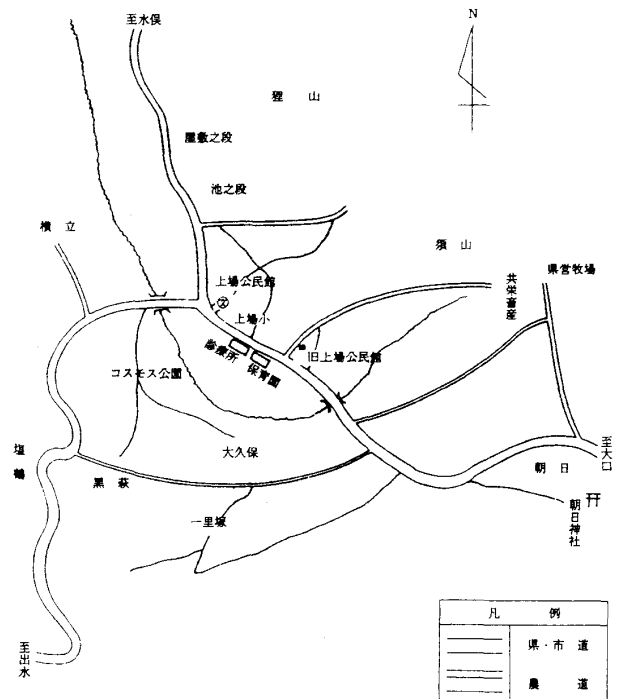 至水俣
N
狸山
屋敷之段
池之段
横立
須山
県営牧場
共栄畜産
上場公民館
文
上場小
旧上場公民館
診療所
保育園
コスモス公園
大久保
至大口
朝日
塩鶴
黒萩
朝日神社
一里塚
至出水
凡例
県・市道
農道